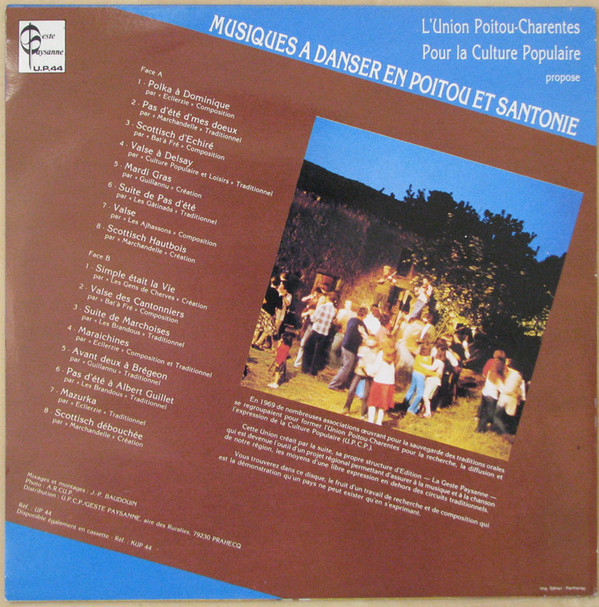 Geste
Paysanne
U.P.44
L'Union Poitou-Charentes
Pour la Culture Populaire
propose
MUSIQUES A DANSER EN POITOU ET SANTONIE
Face A
1 - Polka à Dominique
par « Ecllerzie » Composition
2 - Pas d'été d'mes doeux
par « Marchandelle » Traditionnel
3 - Scottisch d'Echiré
par « Bat'à Fré » Composition
4 - Valse à Delsay
par « Culture Populaire et Loisirs » Traditionnel
5 - Mardi Gras
par « Guillannu » Création
6 - Suite de Pas d'été
par « Les Gâtinads » Traditionnel
7 - Valse
par « Les Ajhassons » Composition
8 - Scottisch Hautbois
par « Marchandelle » Création
Face B
1 - Simple était la Vie
par « Les Gens de Cherves » Création
2 - Valse des Cantonniers
par « Bat'à Fré » Composition
3 - Suite de Marchoises
par « Les Brandous » Traditionnel
4 - Maraichines
par « Ecllerzie » Composition et Traditionnel
5 - Avant deux à Brégeon
par « Guillannu » Traditionnel
6 - Pas d'été à Albert Guillet
par « Les Brandous » Traditionnel
7 - Mazurka
par « Ecllerzie » Traditionnel
8 - Scottisch débouchée
par « Marchandelle » Création
En 1969 de nombreuses associations œuvrant pour la sauvegarde des traditions orales
se regroupaient pour former l'Union Poitou-Charentes pour la recherche, la diffusion et
l'expression de la Culture Populaire (U.P.C.P.).
Cette Union créait par la suite, sa propre structure d'Edition — La Geste Paysanne —
qui est devenue l'outil d'un projet régional permettant d'assurer à la musique et à la chanson
de notre région, les moyens d'une libre expression en dehors des circuits traditionnels.
Vous trouverez dans ce disque, le fruit d'un travail de recherche et de composition qui
est la démonstration qu'un pays ne peut exister qu'en s'exprimant.
Mixages et montages : J.-P. BAUDOUIN
Photo : A.R.C.U.P.
Distribution : U.P.C.P./GESTE PAYSANNE, aire des Ruralies, 79230 PRAHECQ
Réf. : UP 44
Disponible également en cassette : Réf. : KUP 44